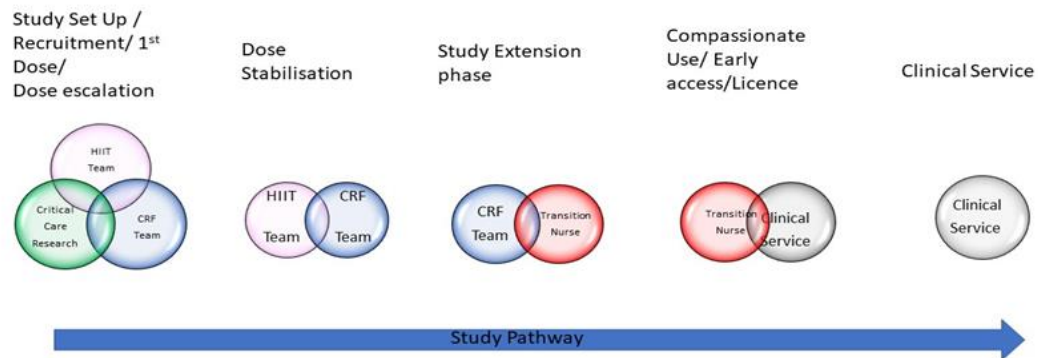 Study Set Up /
Recruitment/ 1st
Dose/
Dose escalation
Dose
Stabilisation
Study Extension
phase
Compassionate
Use/ Early
access/Licence
Clinical Service
HIIT
Team
Critical
Care
Research
CRF
Team
HIIT
Team
CRF
Team
CRF
Team
Transition
Nurse
Transition
Nurse
Clinical
Service
Clinical
Service
Study Pathway